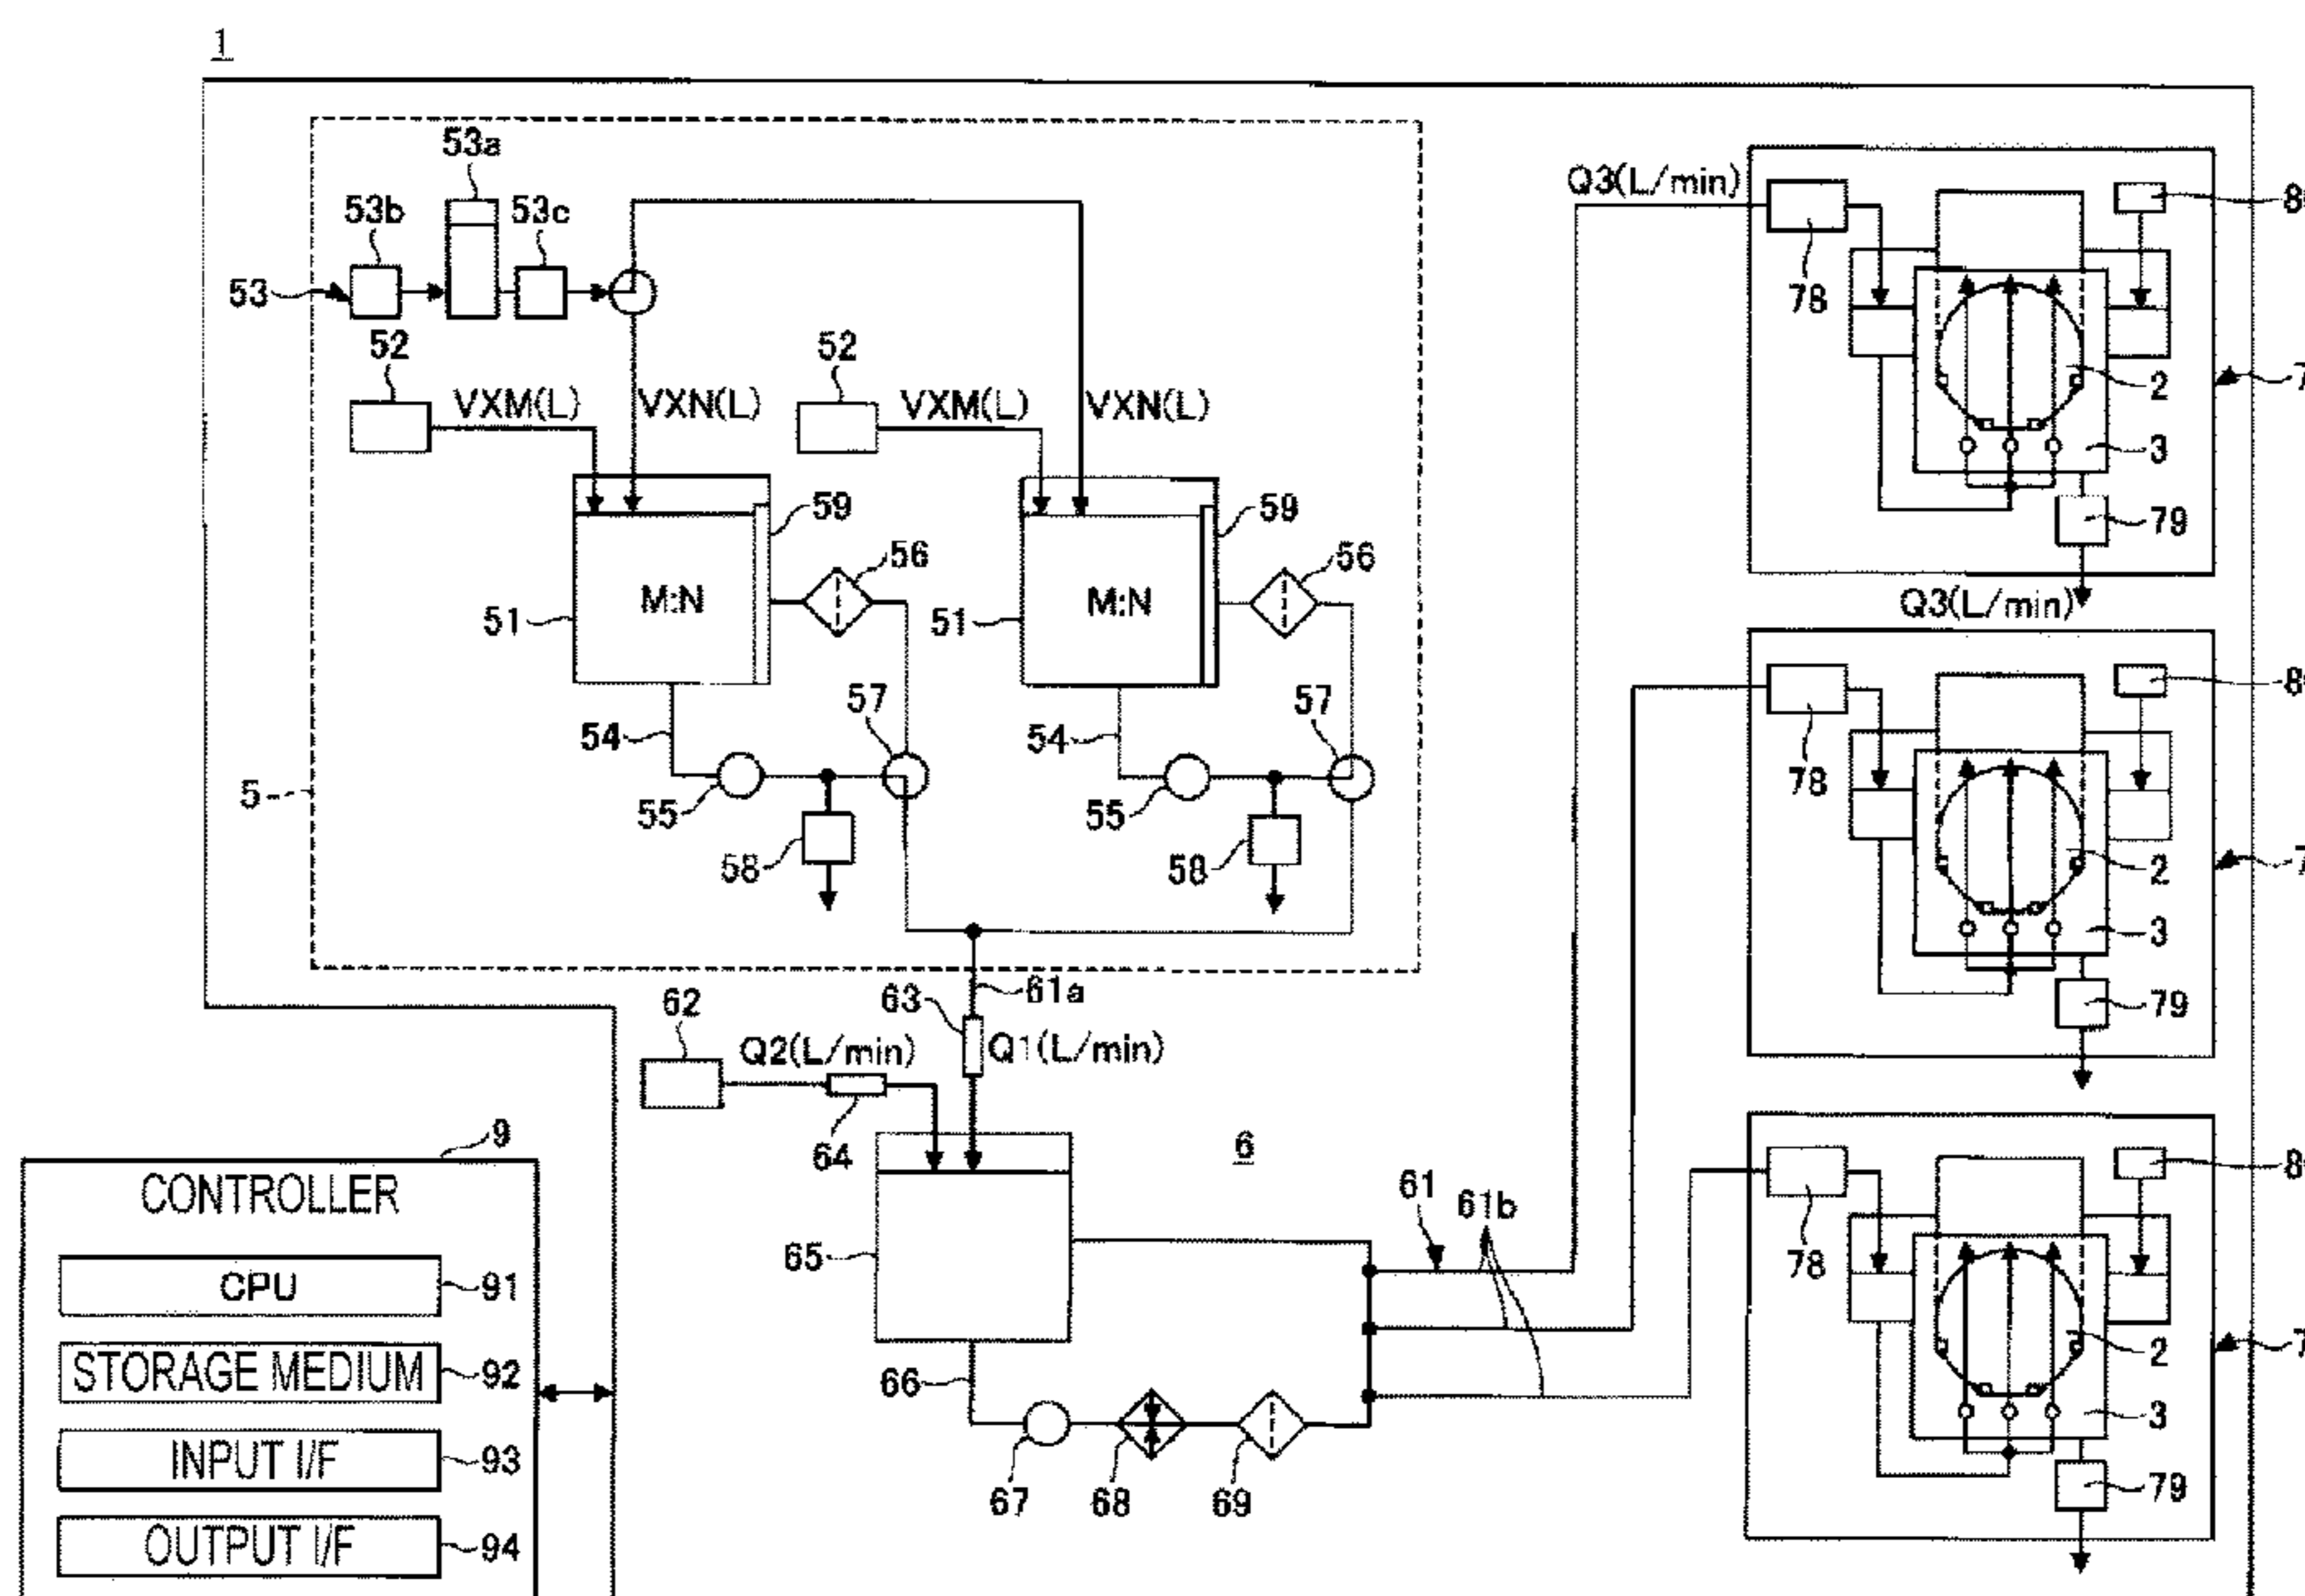 1
53a
53b
53c
53
52
52
VXM(L)
VXN(L)
VXM(L)
VXN(L)
59
59
56
56
M:N
M:N
51
51
57
57
54
54
55
55
58
58
5
61a
63
62
Q2(L/min)
Q1(L/min)
64
6
65
61
61b
66
67
68
69
9
CONTROLLER
CPU
91
STORAGE MEDIUM
92
INPUT I/F
93
OUTPUT I/F
94
Q3(L/min)
78
2
3
79
7
Q3(L/min)
78
2
3
79
7
78
2
3
79
7